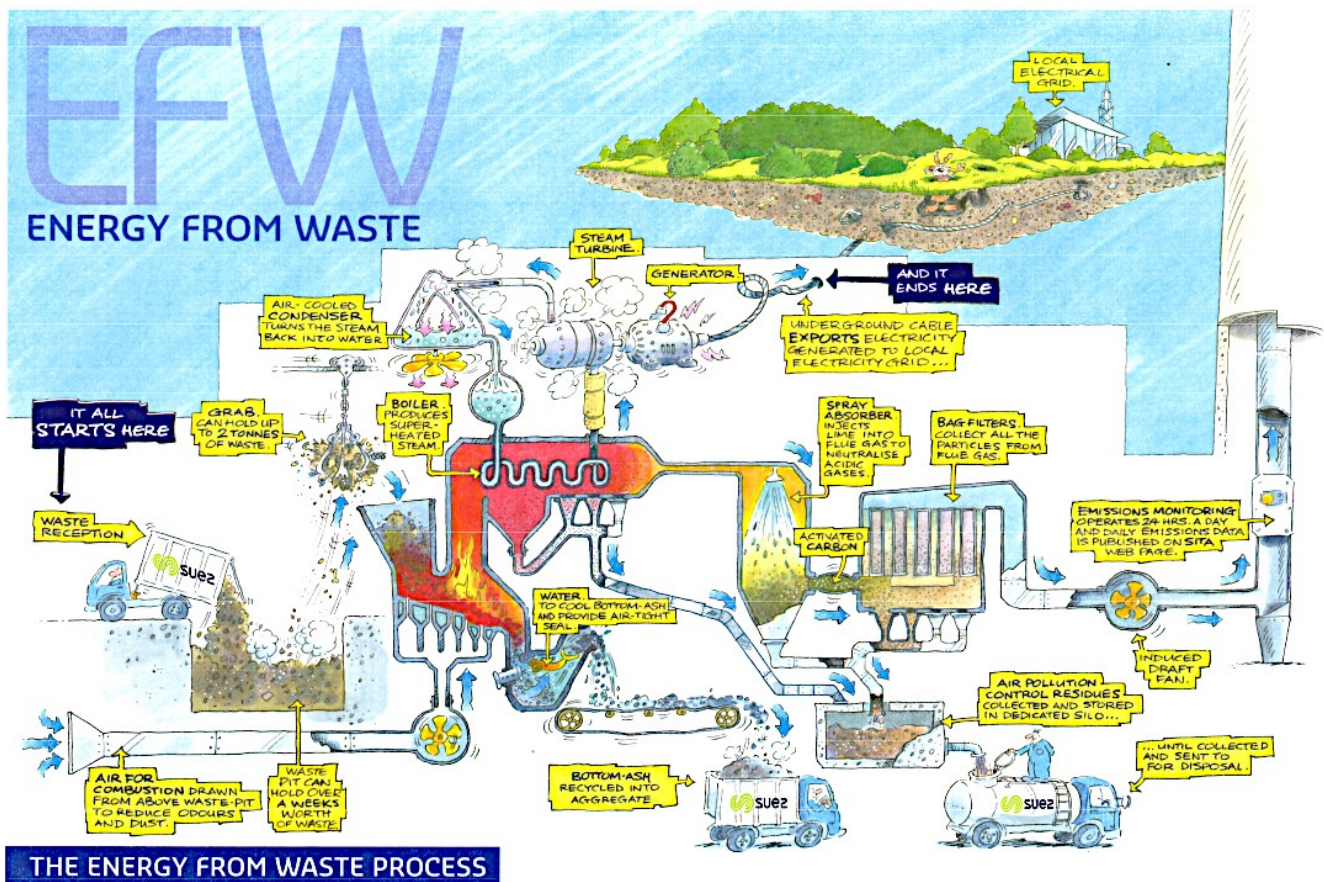 EFW
ENERGY FROM WASTE
LOCAL
ELECTRICAL
GRID.
STEAM
TURBINE.
GENERATOR
AND IT
ENDS HERE
AIR-COOLED
CONDENSER
TURNS THE STEAM
BACK INTO WATER
UNDERGROUND CABLE
EXPORTS ELECTRICITY
GENERATED TO LOCAL
ELECTRICITY GRID...
IT ALL
STARTS HERE
GRAB.
CAN HOLD UP
TO 2 TONNES
OF WASTE.
BOILER.
PRODUCES
SUPER-
HEATED
STEAM.
SPRAY
ABSORBER
INJECTS
LIME INTO
FLUE GAS TO
NEUTRALISE
ACIDIC
GASES.
BAG FILTERS.
COLLECT ALL THE
PARTICLES FROM
FLUE GAS.
WASTE
RECEPTION
suez
ACTIVATED
CARBON
EMISSIONS MONITORING
OPERATES 24 HRS. A DAY
AND DAILY EMISSIONS DATA
IS PUBLISHED ON SITA
WEB PAGE.
WATER.
TO COOL BOTTOM-ASH
AND PROVIDE AIR-TIGHT
SEAL.
INDUCED
DRAFT
FAN.
AIR POLLUTION
CONTROL RESIDUES
COLLECTED AND STORED
IN DEDICATED SILO...
AIR FOR
COMBUSTION DRAWN
FROM ABOVE WASTE-PIT
TO REDUCE ODOURS
AND DUST.
WASTE
PIT CAN
HOLD OVER
A WEEKS
WORTH
OF WASTE.
BOTTOM-ASH
RECYCLED INTO
AGGREGATE
suez
suez
...UNTIL COLLECTED
AND SENT TO
FOR DISPOSAL.
THE ENERGY FROM WASTE PROCESS